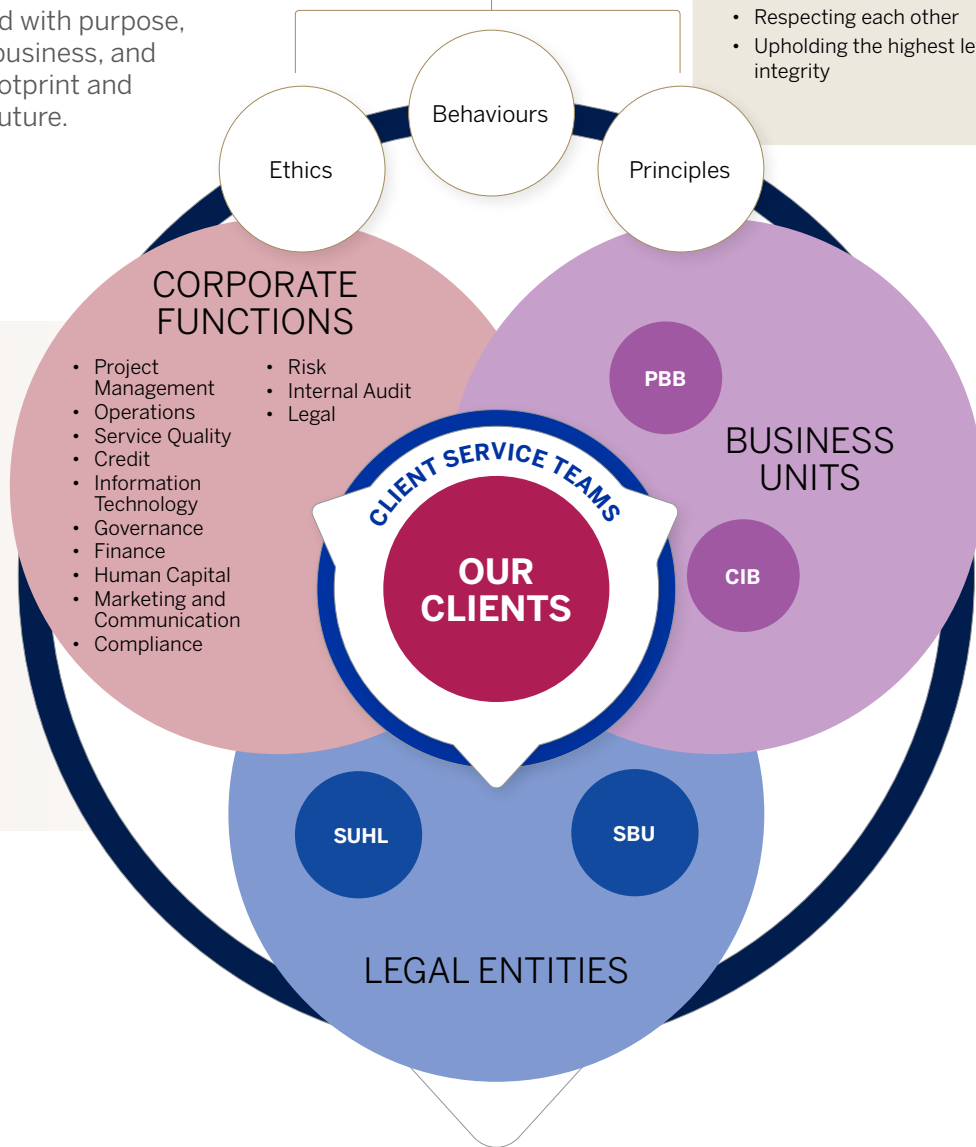 d with purpose,
business, and
otprint and
uture.
• Respecting each other
• Upholding the highest le
integrity
Behaviours
Ethics
Principles
CORPORATE
FUNCTIONS
• Project
Management
• Operations
• Service Quality
• Credit
• Information
Technology
• Governance
• Finance
• Human Capital
• Marketing and
Communication
• Compliance
• Risk
• Internal Audit
• Legal
PBB
BUSINESS
UNITS
CIB
CLIENT SERVICE TEAMS
OUR
CLIENTS
SUHL
SBU
LEGAL ENTITIES